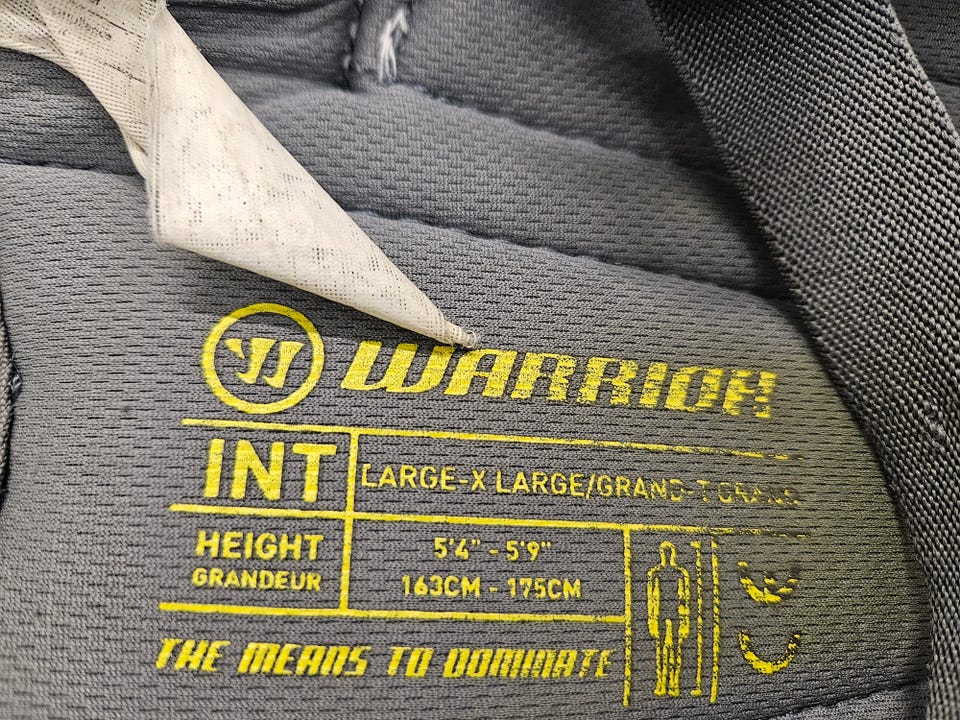 WARRIOR
INT
LARGE-X LARGE/GRAND-T GRAND
HEIGHT
GRANDEUR
5'4" - 5'9"
163CM - 175CM
THE MEANS TO DOMINATE